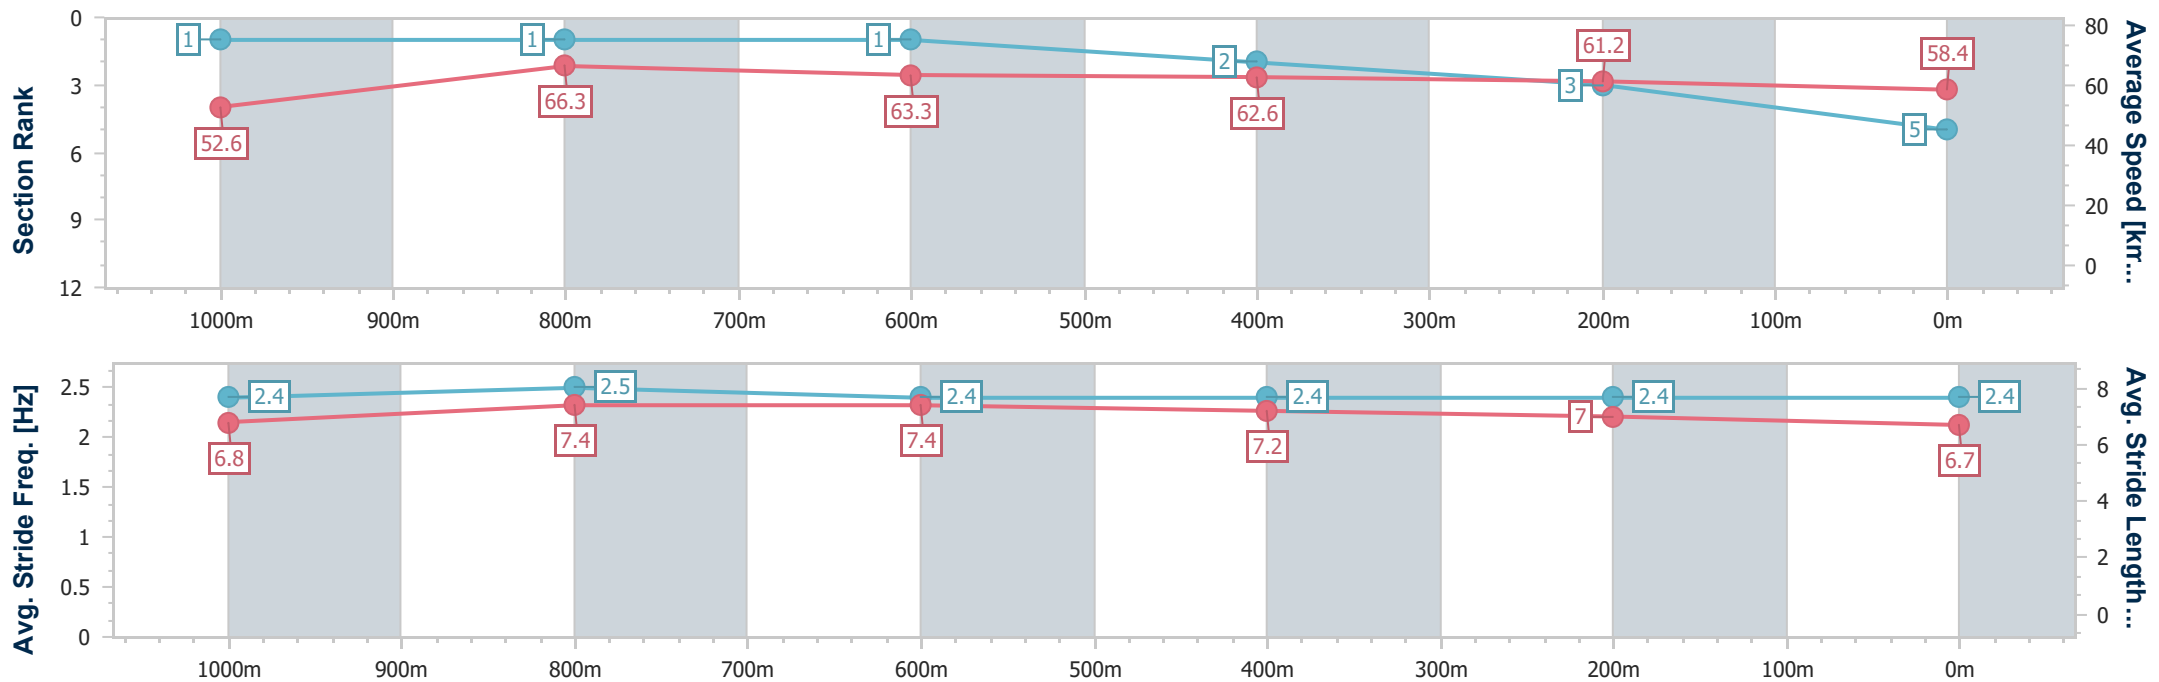 Section Rank
0
3
6
9
12
1
1
1
2
3
5
52.6
66.3
63.3
62.6
61.2
58.4
80
60
40
20
0
Average Speed [km...
1000m
900m
800m
700m
600m
500m
400m
300m
200m
100m
0m
Avg. Stride Freq. [Hz]
2.5
2
1.5
1
0.5
0
2.4
2.5
2.4
2.4
2.4
2.4
6.8
7.4
7.4
7.2
7
6.7
8
6
4
2
0
Avg. Stride Length ...
1000m
900m
800m
700m
600m
500m
400m
300m
200m
100m
0m